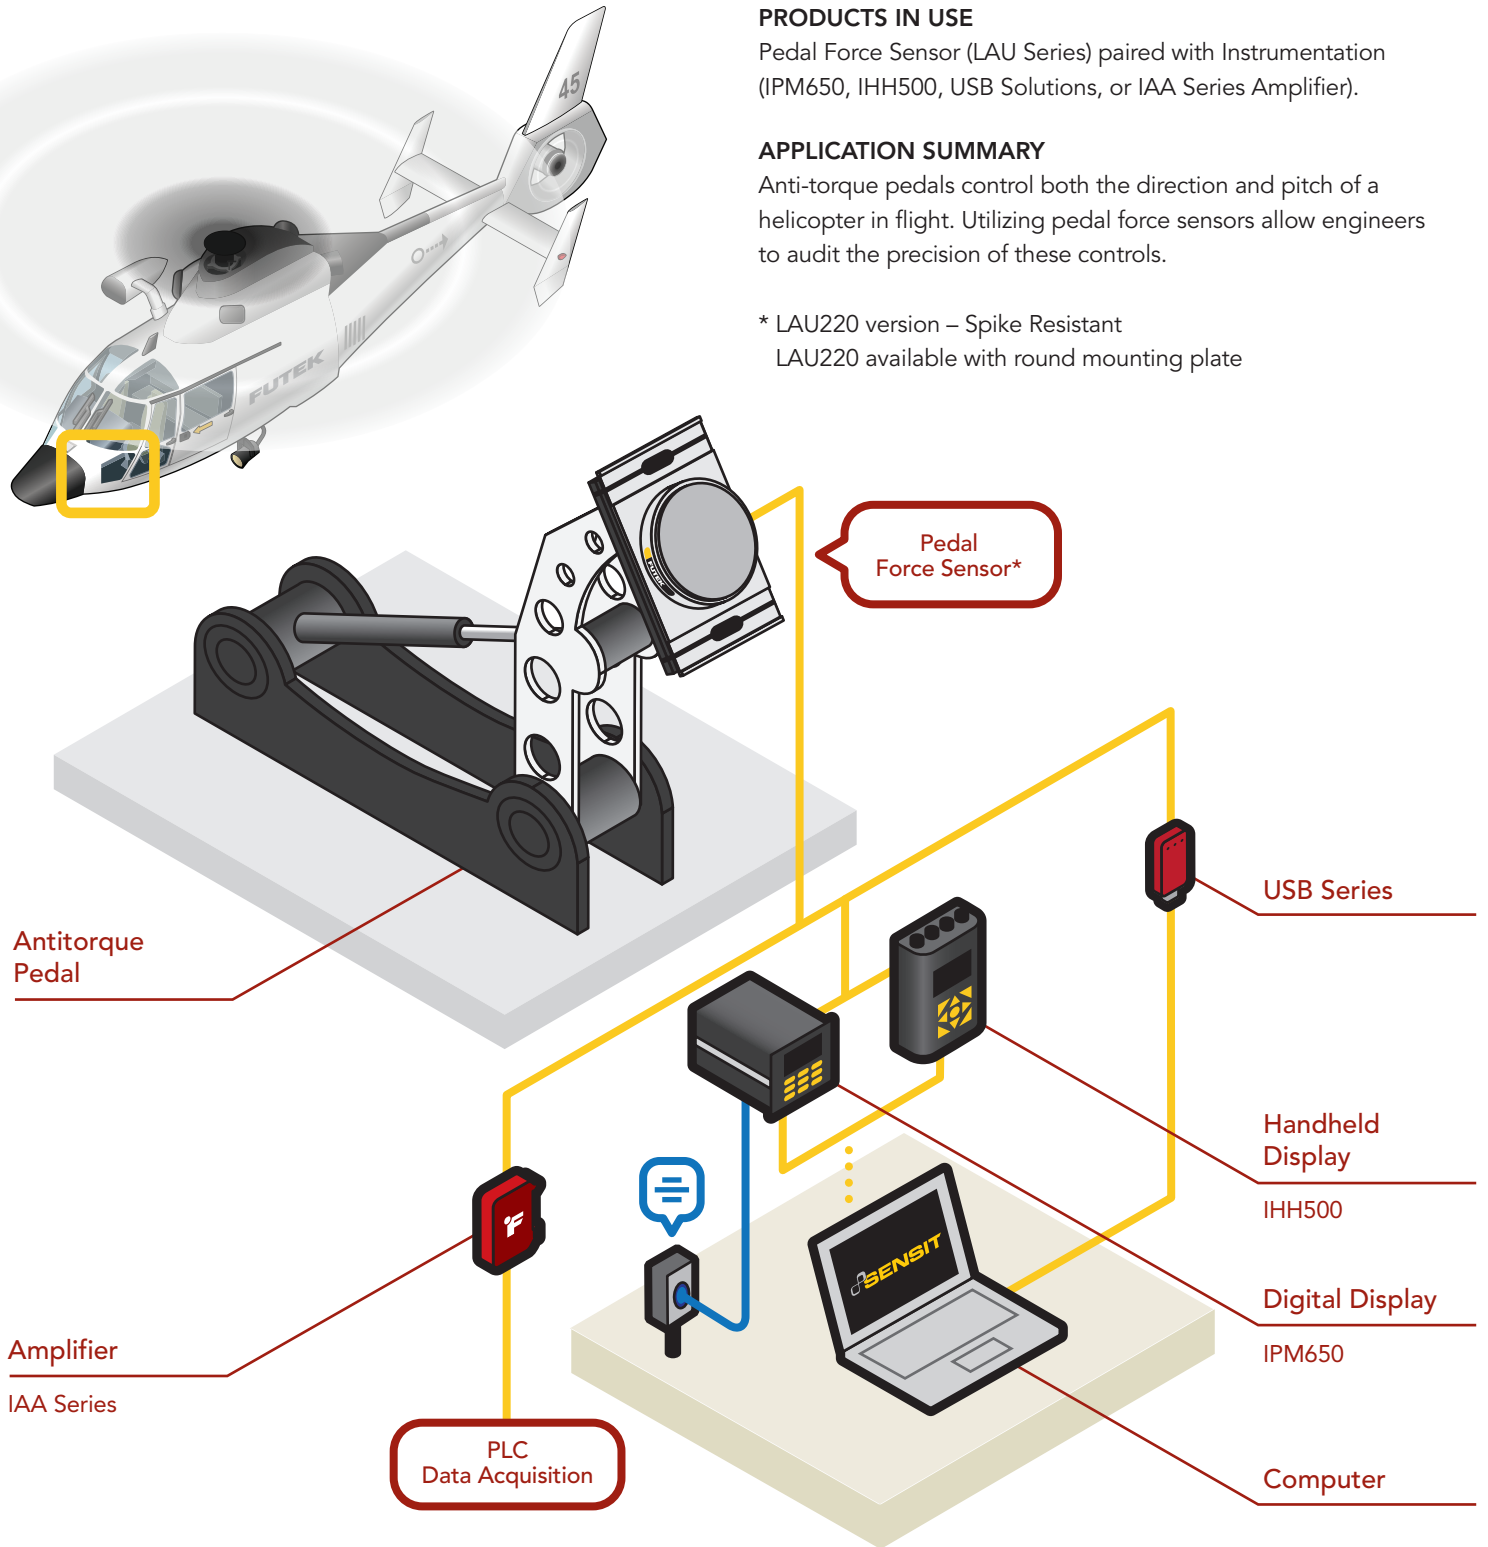 PRODUCTS IN USE
Pedal Force Sensor (LAU Series) paired with Instrumentation
(IPM650, IHH500, USB Solutions, or IAA Series Amplifier).
APPLICATION SUMMARY
Anti-torque pedals control both the direction and pitch of a
helicopter in flight. Utilizing pedal force sensors allow engineers
to audit the precision of these controls.
* LAU220 version – Spike Resistant
LAU220 available with round mounting plate
45
FUTEK
Pedal
Force Sensor*
FUTEK
USB Series
Antitorque
Pedal
Handheld
Display
IHH500
SENSIT
Digital Display
IPM650
Amplifier
IAA Series
PLC
Data Acquisition
Computer